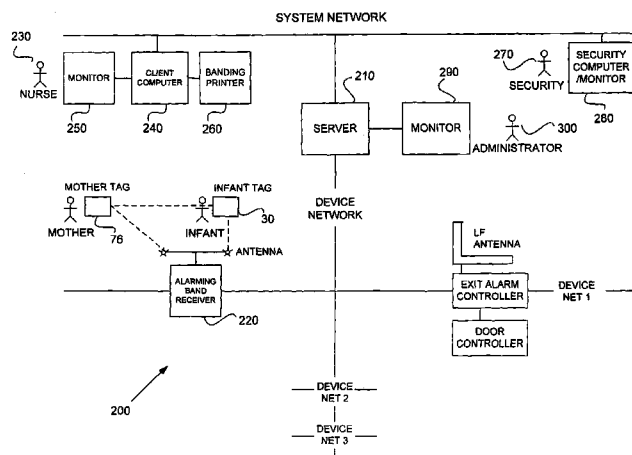 SYSTEM NETWORK
230
NURSE
MONITOR
250
CLIENT
COMPUTER
240
BANDING
PRINTER
260
210
SERVER
290
MONITOR
270
SECURITY
SECURITY
COMPUTER
/MONITOR
280
300
ADMINISTRATOR
DEVICE
NETWORK
MOTHER TAG
MOTHER
76
INFANT TAG
INFANT
30
ANTENNA
ALARMING
BAND
RECEIVER
220
LF
ANTENNA
EXIT ALARM
CONTROLLER
DEVICE
NET 1
DOOR
CONTROLLER
200
DEVICE
NET 2
DEVICE
NET 3